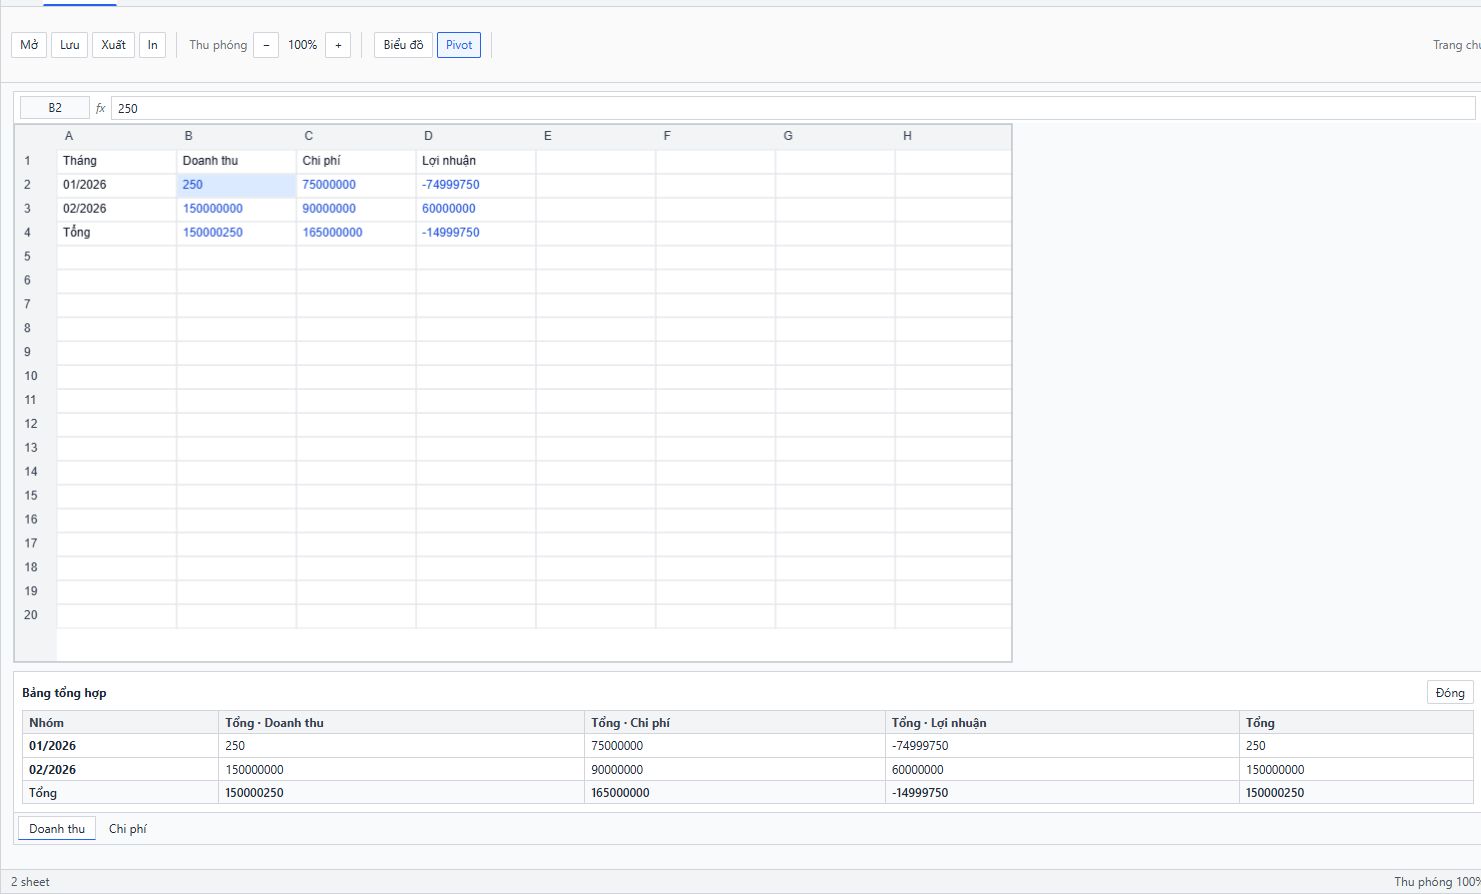 Mở Lưu Xuất In Thu phóng − 100% + Biểu đồ Pivot Trang
B2 fx 250
A B C D E F G H
1 Tháng Doanh thu Chi phí Lợi nhuận
2 01/2026 250 75000000 -74999750
3 02/2026 150000000 90000000 60000000
4 Tổng 150000250 165000000 -14999750
5
6
7
8
9
10
11
12
13
14
15
16
17
18
19
20
Bảng tổng hợp Đóng
Nhóm Tổng · Doanh thu Tổng · Chi phí Tổng · Lợi nhuận Tổng
01/2026 250 75000000 -74999750 250
02/2026 150000000 90000000 60000000 150000000
Tổng 150000250 165000000 -14999750 150000250
Doanh thu Chi phí
2 sheet Thu phóng 100%